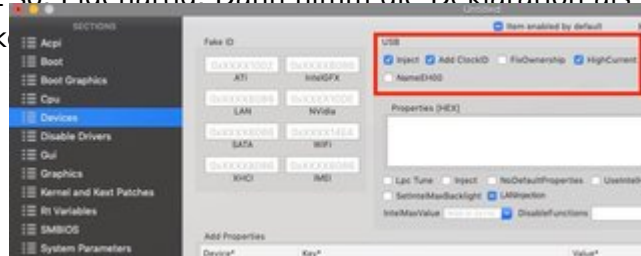 Untitled
SECTIONS
Acpi
Boot
Boot Graphics
Cpu
Devices
Disable Drivers
Gui
Graphics
Kernel and Kext Patches
Rt Variables
SMBIOS
System Parameters
Fake ID
ATI
IntelGFX
LAN
NVidia
SATA
WIFI
XHCI
IMEI
Item enabled by default
USB
Inject
Add ClockID
FixOwnership
HighCurrent
NameEH00
Properties (HEX)
Lpc Tune
Inject
NoDefaultProperties
SetIntelMaxBacklight
LANInjection
IntelMaxValue
DisableFunctions
Add Properties
Device*
Key*
Value*